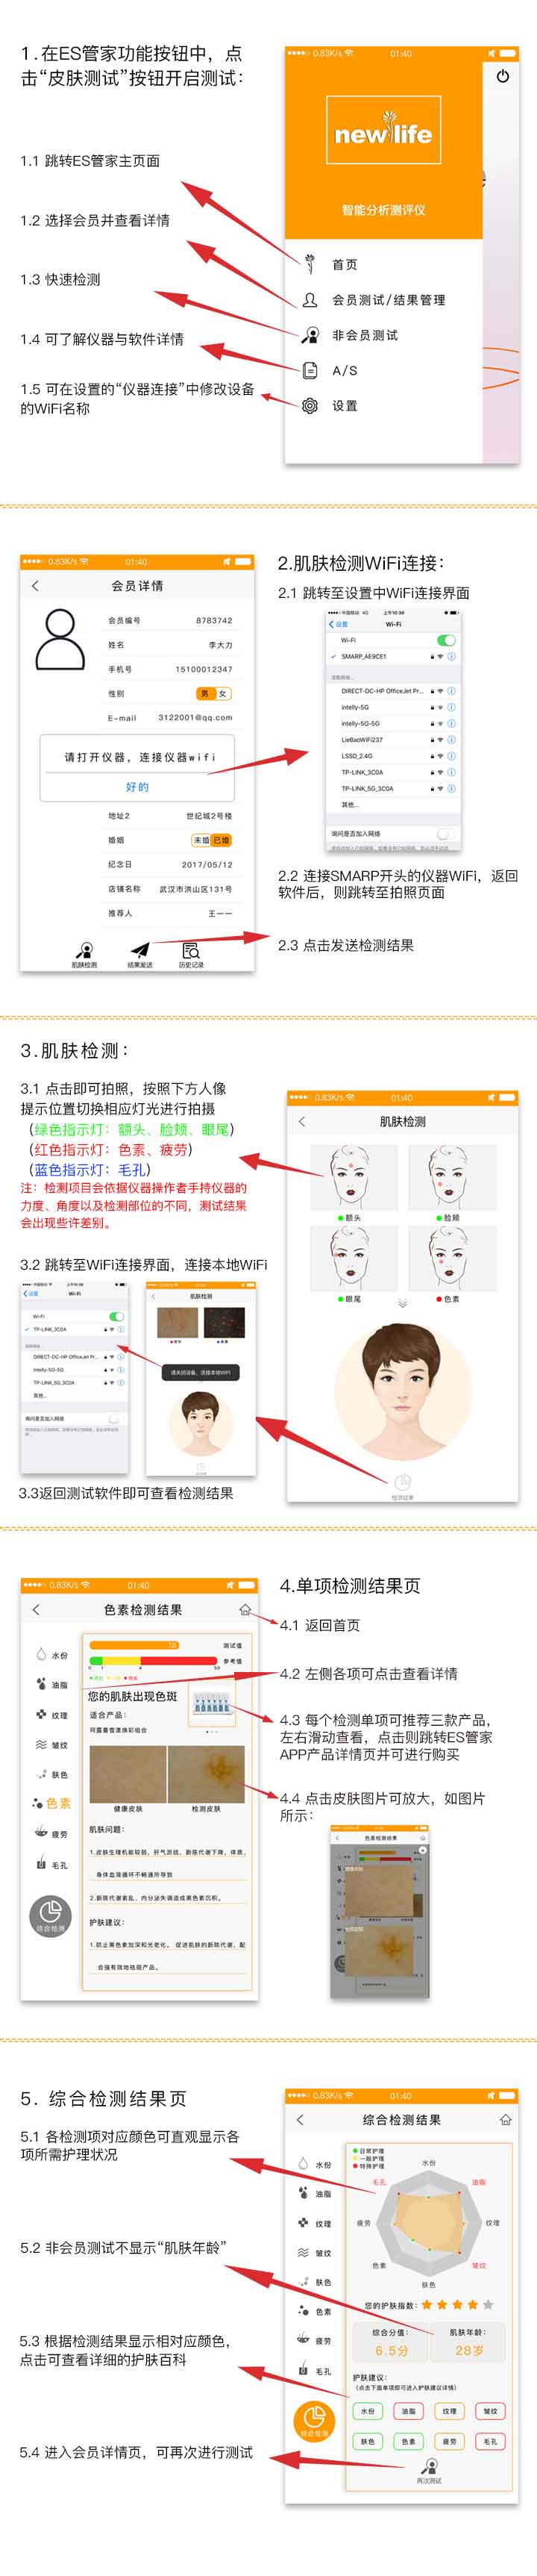 1.在ES管家功能按钮中，点
击“皮肤测试”按钮开启测试：
0.83K/s
01:40
new life
智能分析测评仪
1.1 跳转ES管家主页面
1.2 选择会员并查看详情
1.3 快速检测
1.4 可了解仪器与软件详情
1.5 可在设置的“仪器连接”中修改设备
的WiFi名称
首页
会员测试/结果管理
非会员测试
A/S
设置
0.83K/s
01:40
会员详情
会员编号 8783742
姓名 李大力
手机号 15100012347
性别 男 女
E-mail 3122001@qq.com
请打开仪器，连接仪器wifi
好的
地址2 世纪城2号楼
婚姻 未婚 已婚
纪念日 2017/05/12
店铺名称 武汉市洪山区131号
推荐人 王一一
肌肤检测 结果发送 历史记录
2.肌肤检测WiFi连接：
2.1 跳转至设置中WiFi连接界面
中国移动 4G 上午10:38
设置 Wi-Fi
Wi-Fi
SMARP_AE9CE1
DIRECT-DC-HP OfficeJet Pr...
intelly-5G
intelly-5G-5G
LieBaoWiFi237
LSSD_2.4G
TP-LINK_3C0A
TP-LINK_5G_3C0A
其他...
询问是否加入网络
2.2 连接SMARP开头的仪器WiFi，返回
软件后，则跳转至拍照页面
2.3 点击发送检测结果
3.肌肤检测：
3.1 点击即可拍照，按照下方人像
提示位置切换相应灯光进行拍摄
（绿色指示灯：额头、脸颊、眼尾）
（红色指示灯：色素、疲劳）
（蓝色指示灯：毛孔）
注：检测项目会依据仪器操作者手持仪器的
力度、角度以及检测部位的不同，测试结果
会出现些许差别。
0.83K/s
01:40
肌肤检测
额头
脸颊
眼尾
色素
检测结果
3.2 跳转至WiFi连接界面，连接本地WiFi
设置 Wi-Fi
Wi-Fi
TP-LINK_3C0A
DIRECT-DC-HP OfficeJet Pr...
intelly-5G-5G
TP-LINK_5G_3C0A
其他...
询问是否加入网络
肌肤检测
请关闭设备，连接本地WIFI
3.3返回测试软件即可查看检测结果
0.83K/s
01:40
色素检测结果
水份
油脂
纹理
皱纹
肤色
色素
疲劳
毛孔
综合检测
7.5
测试值
参考值
0 1 4 10
您的肌肤出现色斑
适合产品：
珂露蔓雪漾焕彩组合
健康皮肤
检测皮肤
肌肤问题：
1.皮肤生理机能较弱，肝气郁结，新陈代谢下降，体质、
身体血液循环不畅通所导致
2.新陈代谢紊乱、内分泌失调造成黑色素沉积。
护肤建议：
1.防止黑色素加深和光老化。促进肌肤的新陈代谢，配
合强有效地祛斑产品。
4.单项检测结果页
4.1 返回首页
4.2 左侧各项可点击查看详情
4.3 每个检测单项可推荐三款产品，
左右滑动查看，点击则跳转ES管家
APP产品详情页并可进行购买
4.4 点击皮肤图片可放大，如图片
所示：
色素检测结果
5. 综合检测结果页
5.1 各检测项对应颜色可直观显示各
项所需护理状况
5.2 非会员测试不显示“肌肤年龄”
5.3 根据检测结果显示相对应颜色，
点击可查看详细的护肤百科
5.4 进入会员详情页，可再次进行测试
0.83K/s
01:40
综合检测结果
水份
油脂
纹理
皱纹
肤色
色素
疲劳
毛孔
综合检测
日常护理
一般护理
特殊护理
水份
毛孔
油脂
疲劳
纹理
色素
皱纹
肤色
您的护肤指数：
综合分值：
6.5分
肌肤年龄：
28岁
护肤建议：
（点击下面单项即可进入护肤建议详情）
水份 油脂 纹理 皱纹
肤色 色素 疲劳 毛孔
再次测试